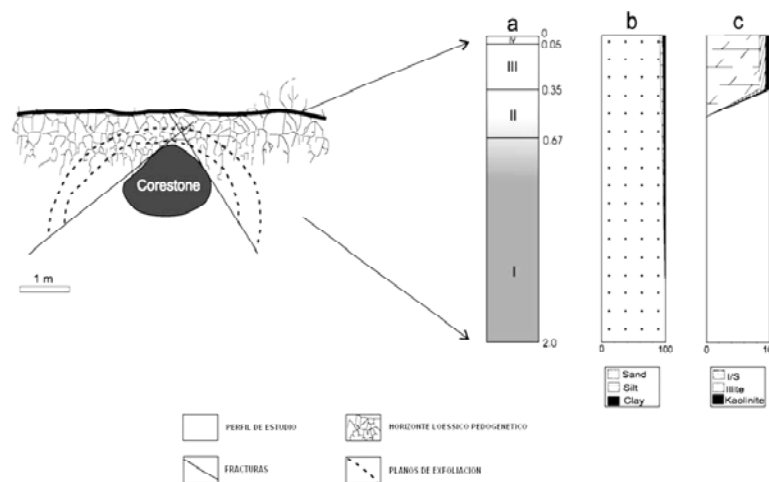 a
b
c
0
IV
0.05
III
0.35
II
0.67
I
2.0
Corestone
1 m
0
100
0
100
Sand
Silt
Clay
I/S
Illite
Kaolinite
PERFIL DE ESTUDIO
HORIZONTE LOESSICO PEDOGENETICO
FRACTURAS
PLANOS DE EXFOLIACION